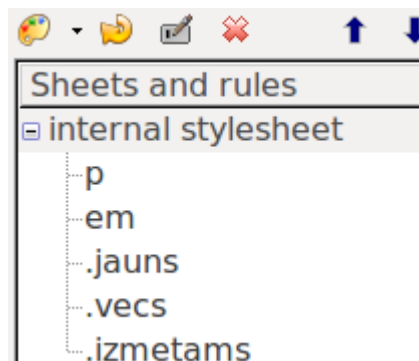 Sheets and rules
internal stylesheet
p
em
.jauns
.vecs
.izmetams